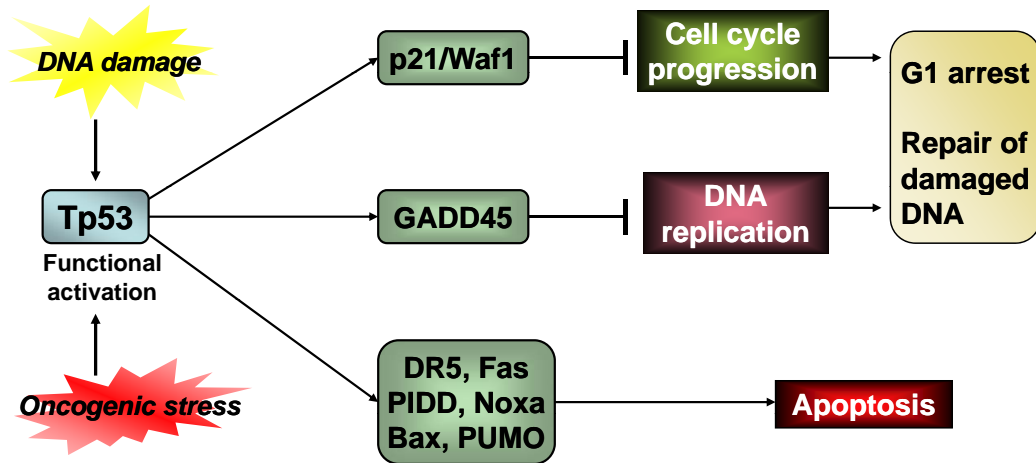 DNA damage
Tp53
Functional
activation
Oncogenic stress
p21/Waf1
GADD45
DR5, Fas
PIDD, Noxa
Bax, PUMO
Cell cycle
progression
DNA
replication
Apoptosis
G1 arrest
Repair of
damaged
DNA